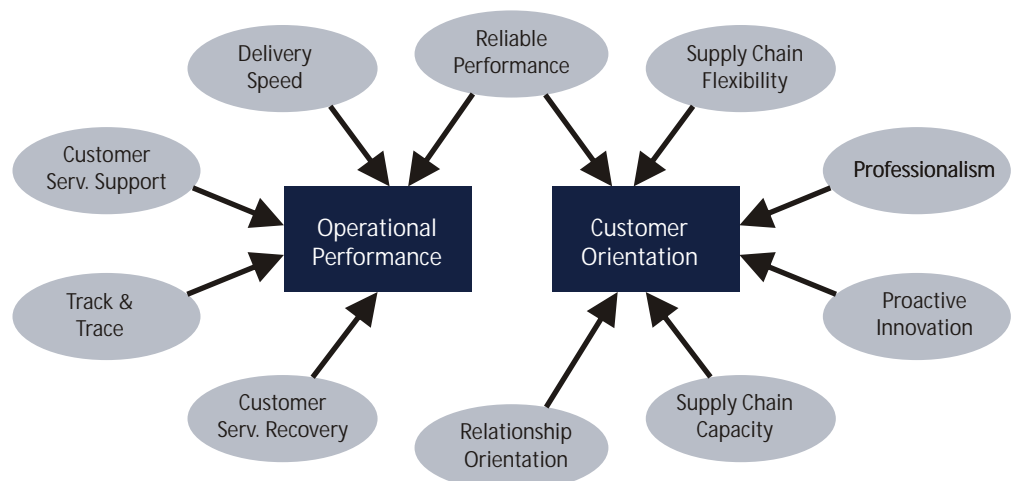 Delivery
Speed
Reliable
Performance
Supply Chain
Flexibility
Customer
Serv. Support
Professionalism
Operational
Performance
Customer
Orientation
Track &
Trace
Proactive
Innovation
Customer
Serv. Recovery
Relationship
Orientation
Supply Chain
Capacity